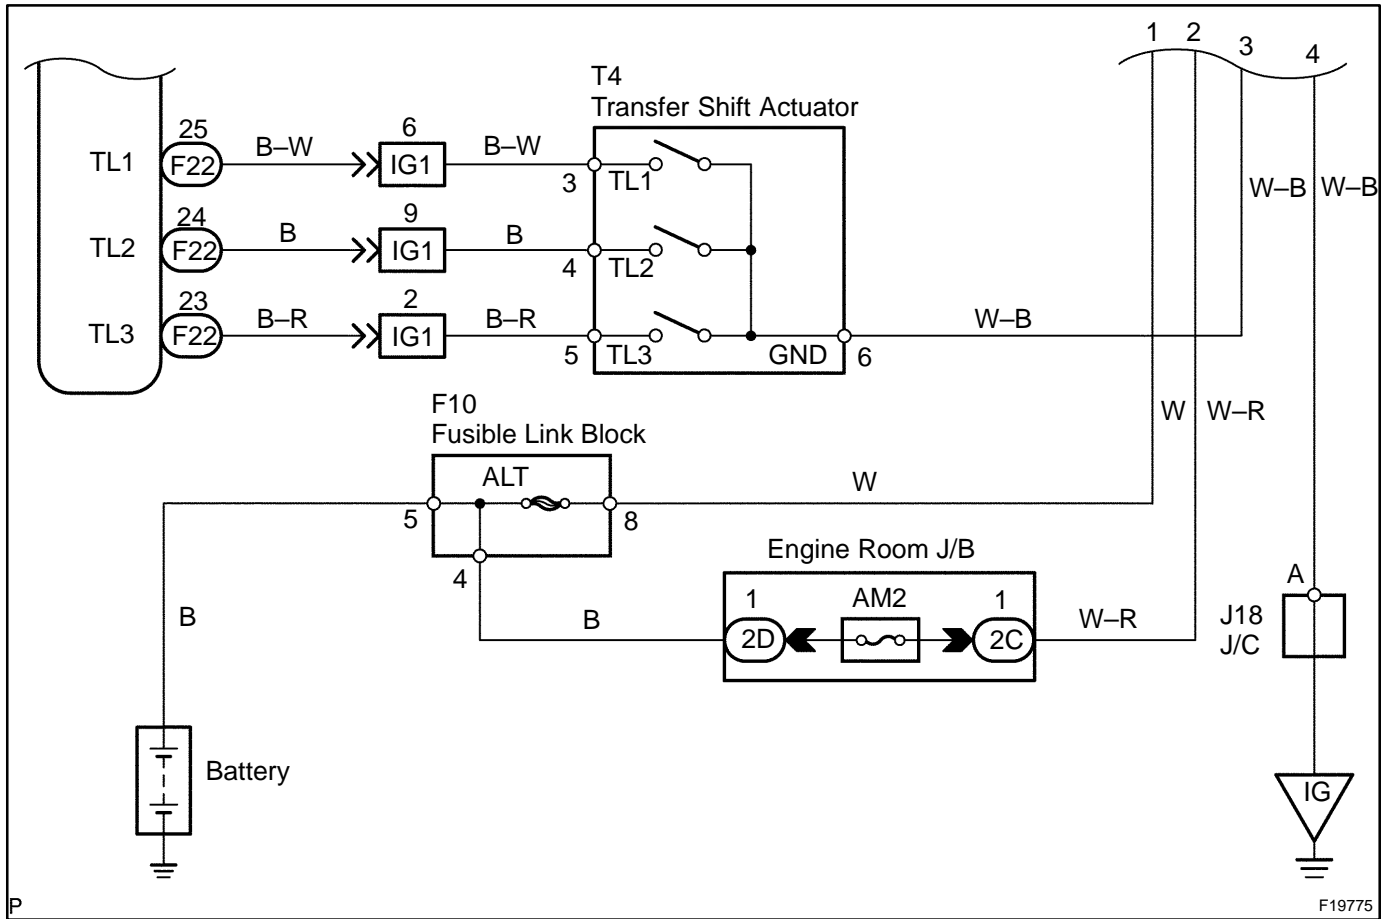 1 2 3 4
T4
Transfer Shift Actuator
25
TL1 F22 B–W
6
IG1 B–W
3 TL1
W–B W–B
24
TL2 F22 B
9
IG1 B
4 TL2
23
TL3 F22 B–R
2
IG1 B–R
5 TL3 GND 6
W–B
F10
Fusible Link Block
ALT
5 8
4
W
W W–R
Engine Room J/B
1 AM2 1
B 2D 2C W–R
B
A
J18
J/C
Battery
IG
P
F19775